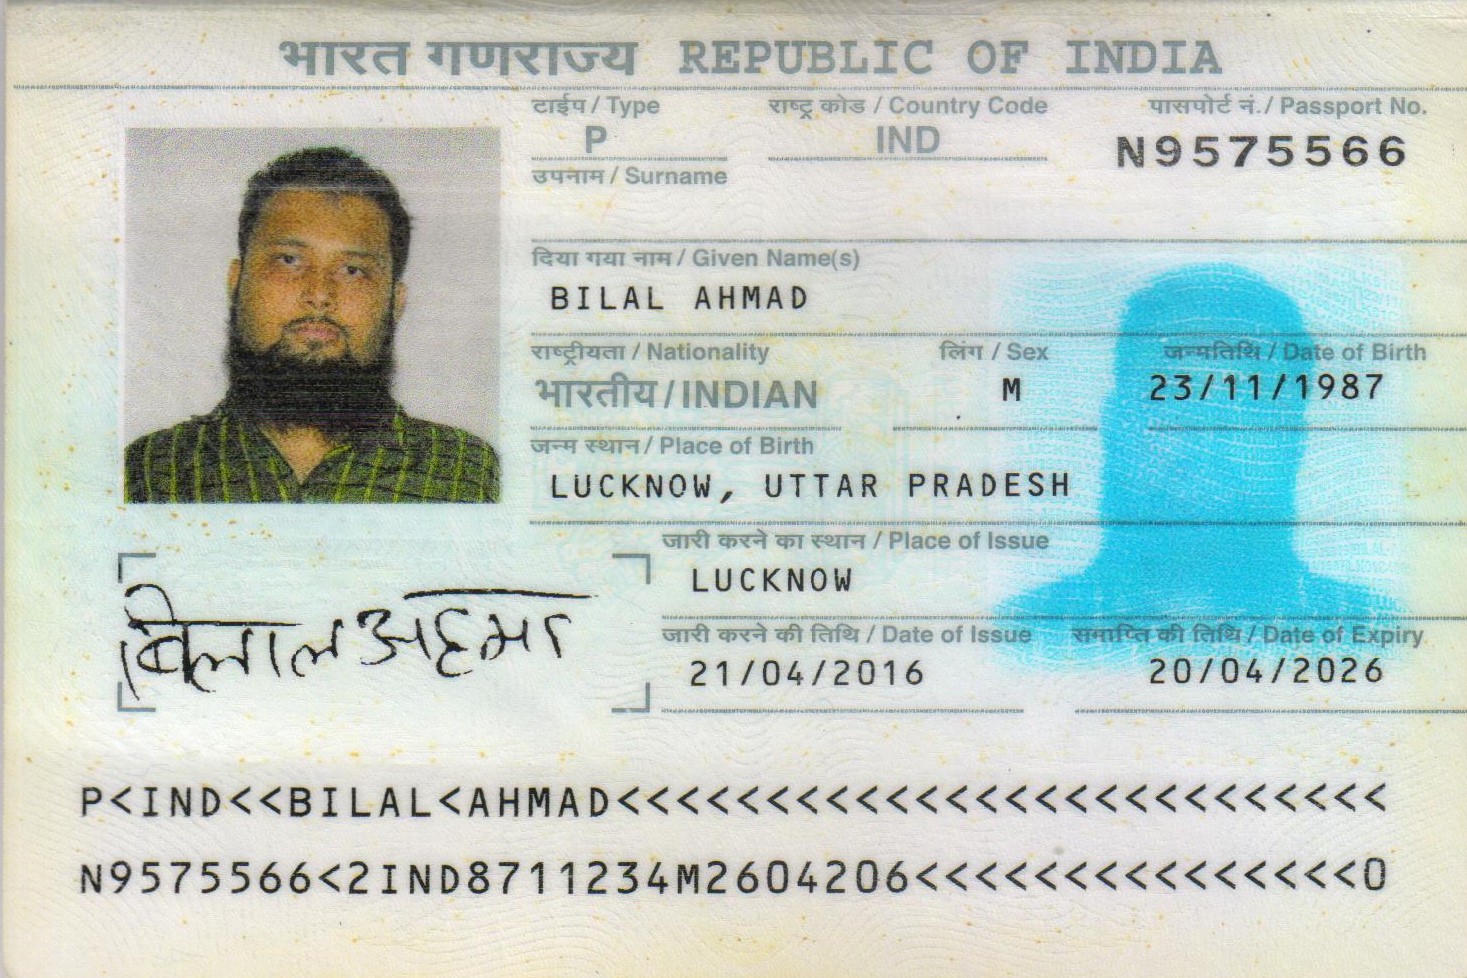 भारत गणराज्य REPUBLIC OF INDIA
टाईप / Type राष्ट्र कोड / Country Code पासपोर्ट नं./ Passport No.
P IND N9575566
उपनाम / Surname
दिया गया नाम / Given Name(s)
BILAL AHMAD
राष्ट्रीयता / Nationality लिंग / Sex जन्मतिथि / Date of Birth
भारतीय / INDIAN M 23/11/1987
जन्म स्थान / Place of Birth
LUCKNOW, UTTAR PRADESH
जारी करने का स्थान / Place of Issue
LUCKNOW
बिलाल अहमद
जारी करने की तिथि / Date of Issue समाप्ति की तिथि / Date of Expiry
21/04/2016 20/04/2026
P<IND<<BILAL<AHMAD<<<<<<<<<<<<<<<<<<<<<<<<<<
N9575566<2IND8711234M2604206<<<<<<<<<<<<<<<0